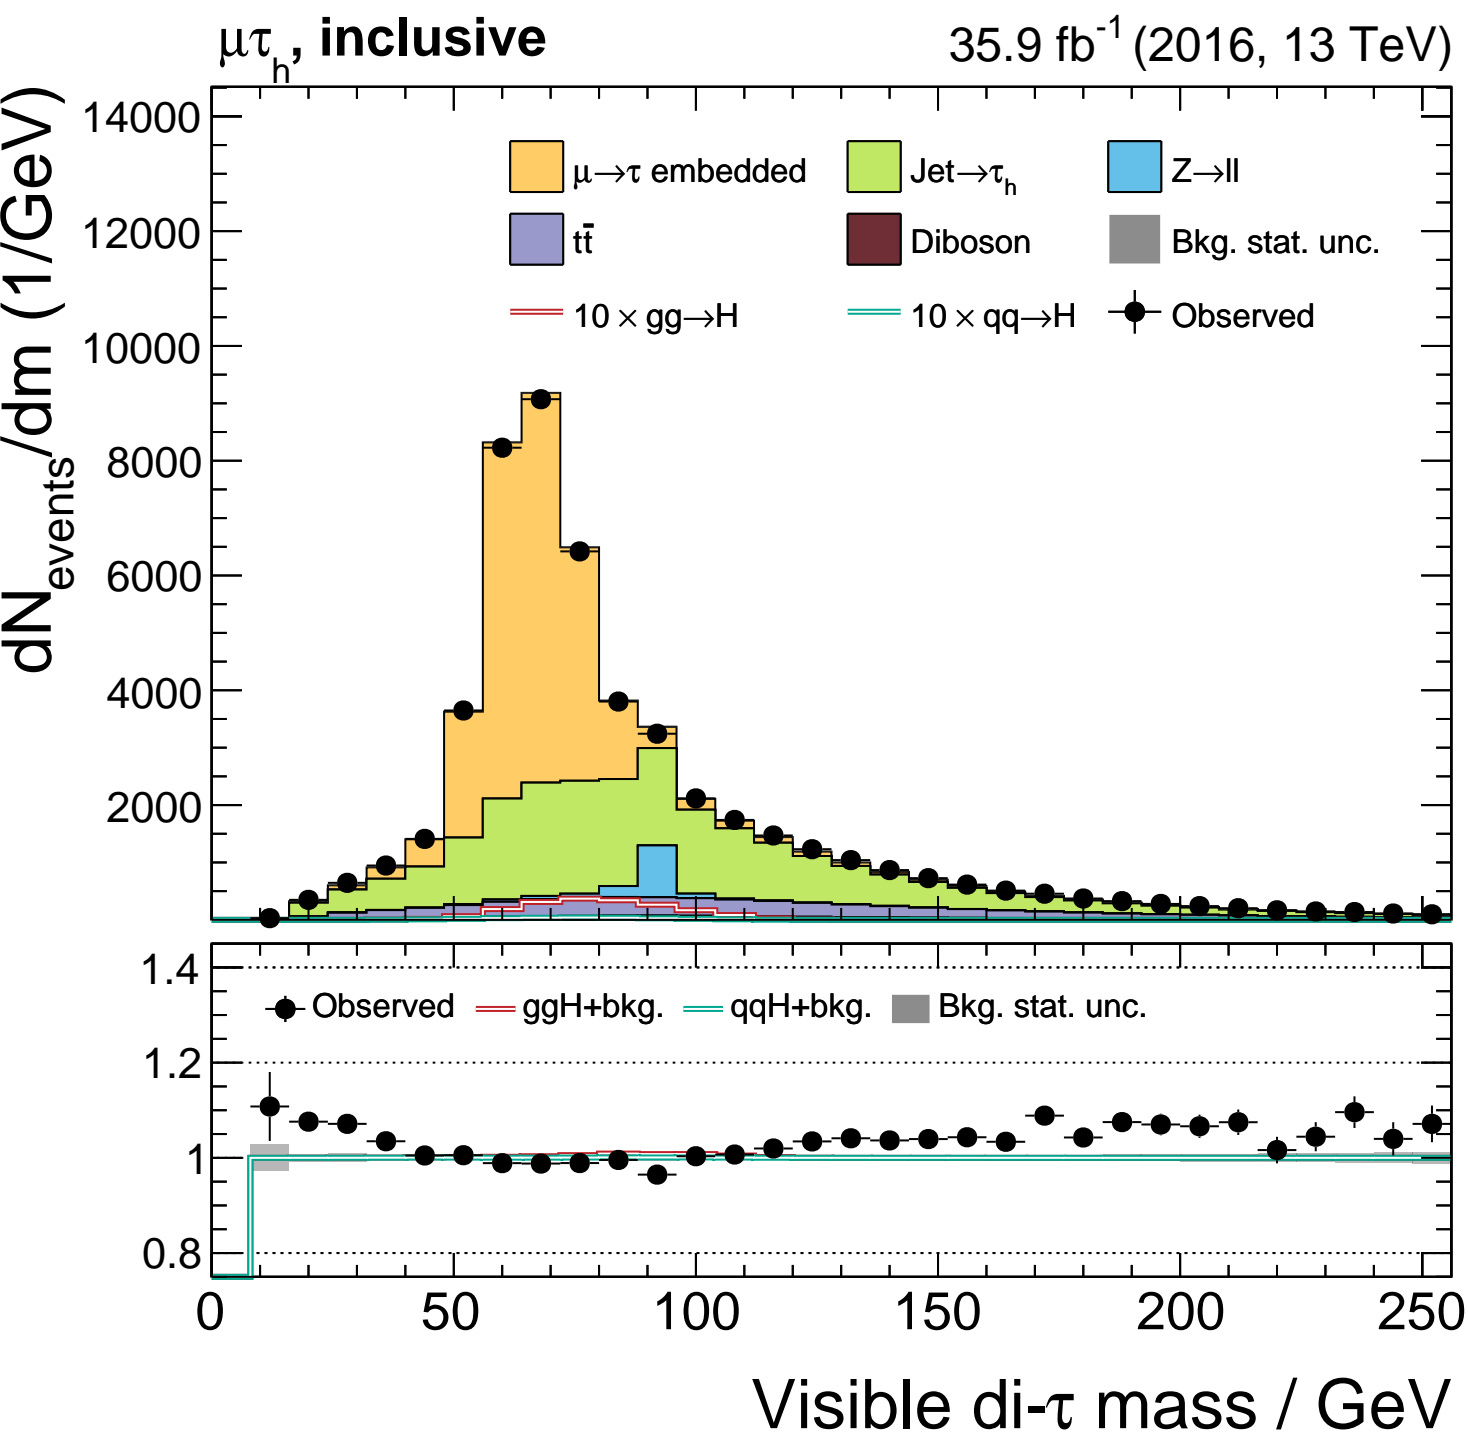 μτh, inclusive 35.9 fb-1 (2016, 13 TeV)
dNevents/dm (1/GeV)
14000
12000
10000
8000
6000
4000
2000
μ→τ embedded Jet→τh Z→ll
tt̄ Diboson Bkg. stat. unc.
10 × gg→H 10 × qq→H Observed
1.4
1.2
1
0.8
Observed ggH+bkg. qqH+bkg. Bkg. stat. unc.
0 50 100 150 200 250
Visible di-τ mass / GeV